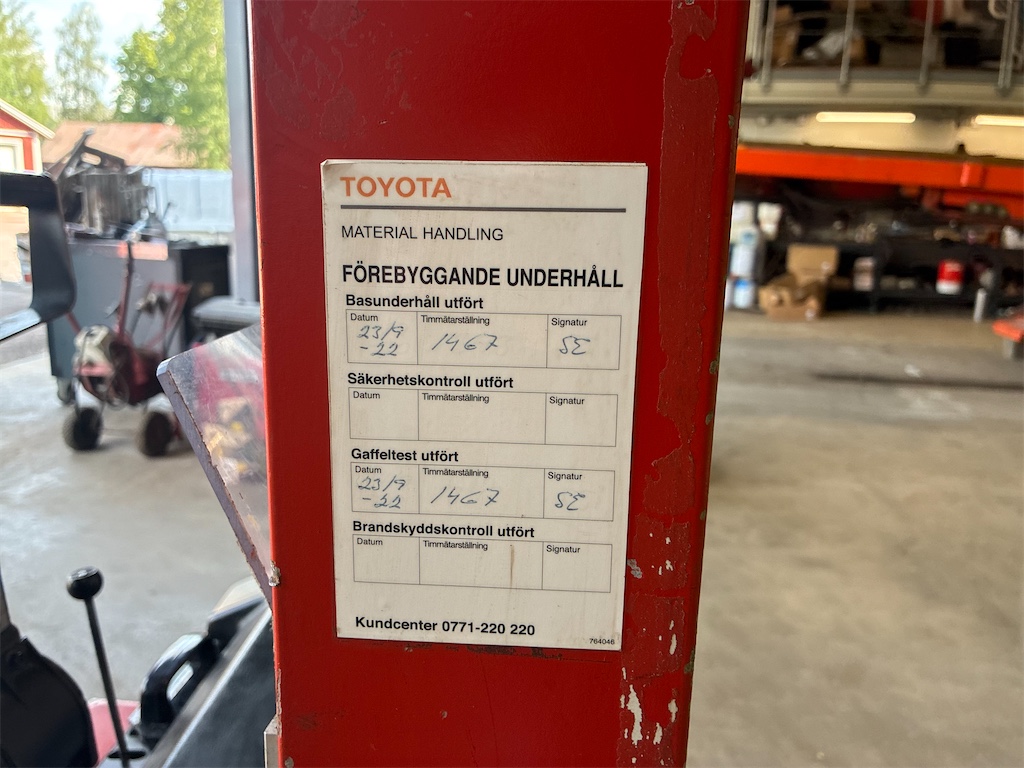 TOYOTA
MATERIAL HANDLING
FÖREBYGGANDE UNDERHÅLL
Basunderhåll utfört
Datum Timmätarställning Signatur
23/9 -22 1467 SE
Säkerhetskontroll utfört
Datum Timmätarställning Signatur
Gaffeltest utfört
Datum Timmätarställning Signatur
23/9 -22 1467 SE
Brandskyddskontroll utfört
Datum Timmätarställning Signatur
Kundcenter 0771-220 220
764046